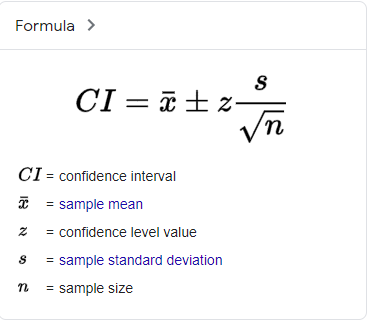 Formula >
CI = x̄ ± z s/√n
CI = confidence interval
x̄ = sample mean
z = confidence level value
s = sample standard deviation
n = sample size